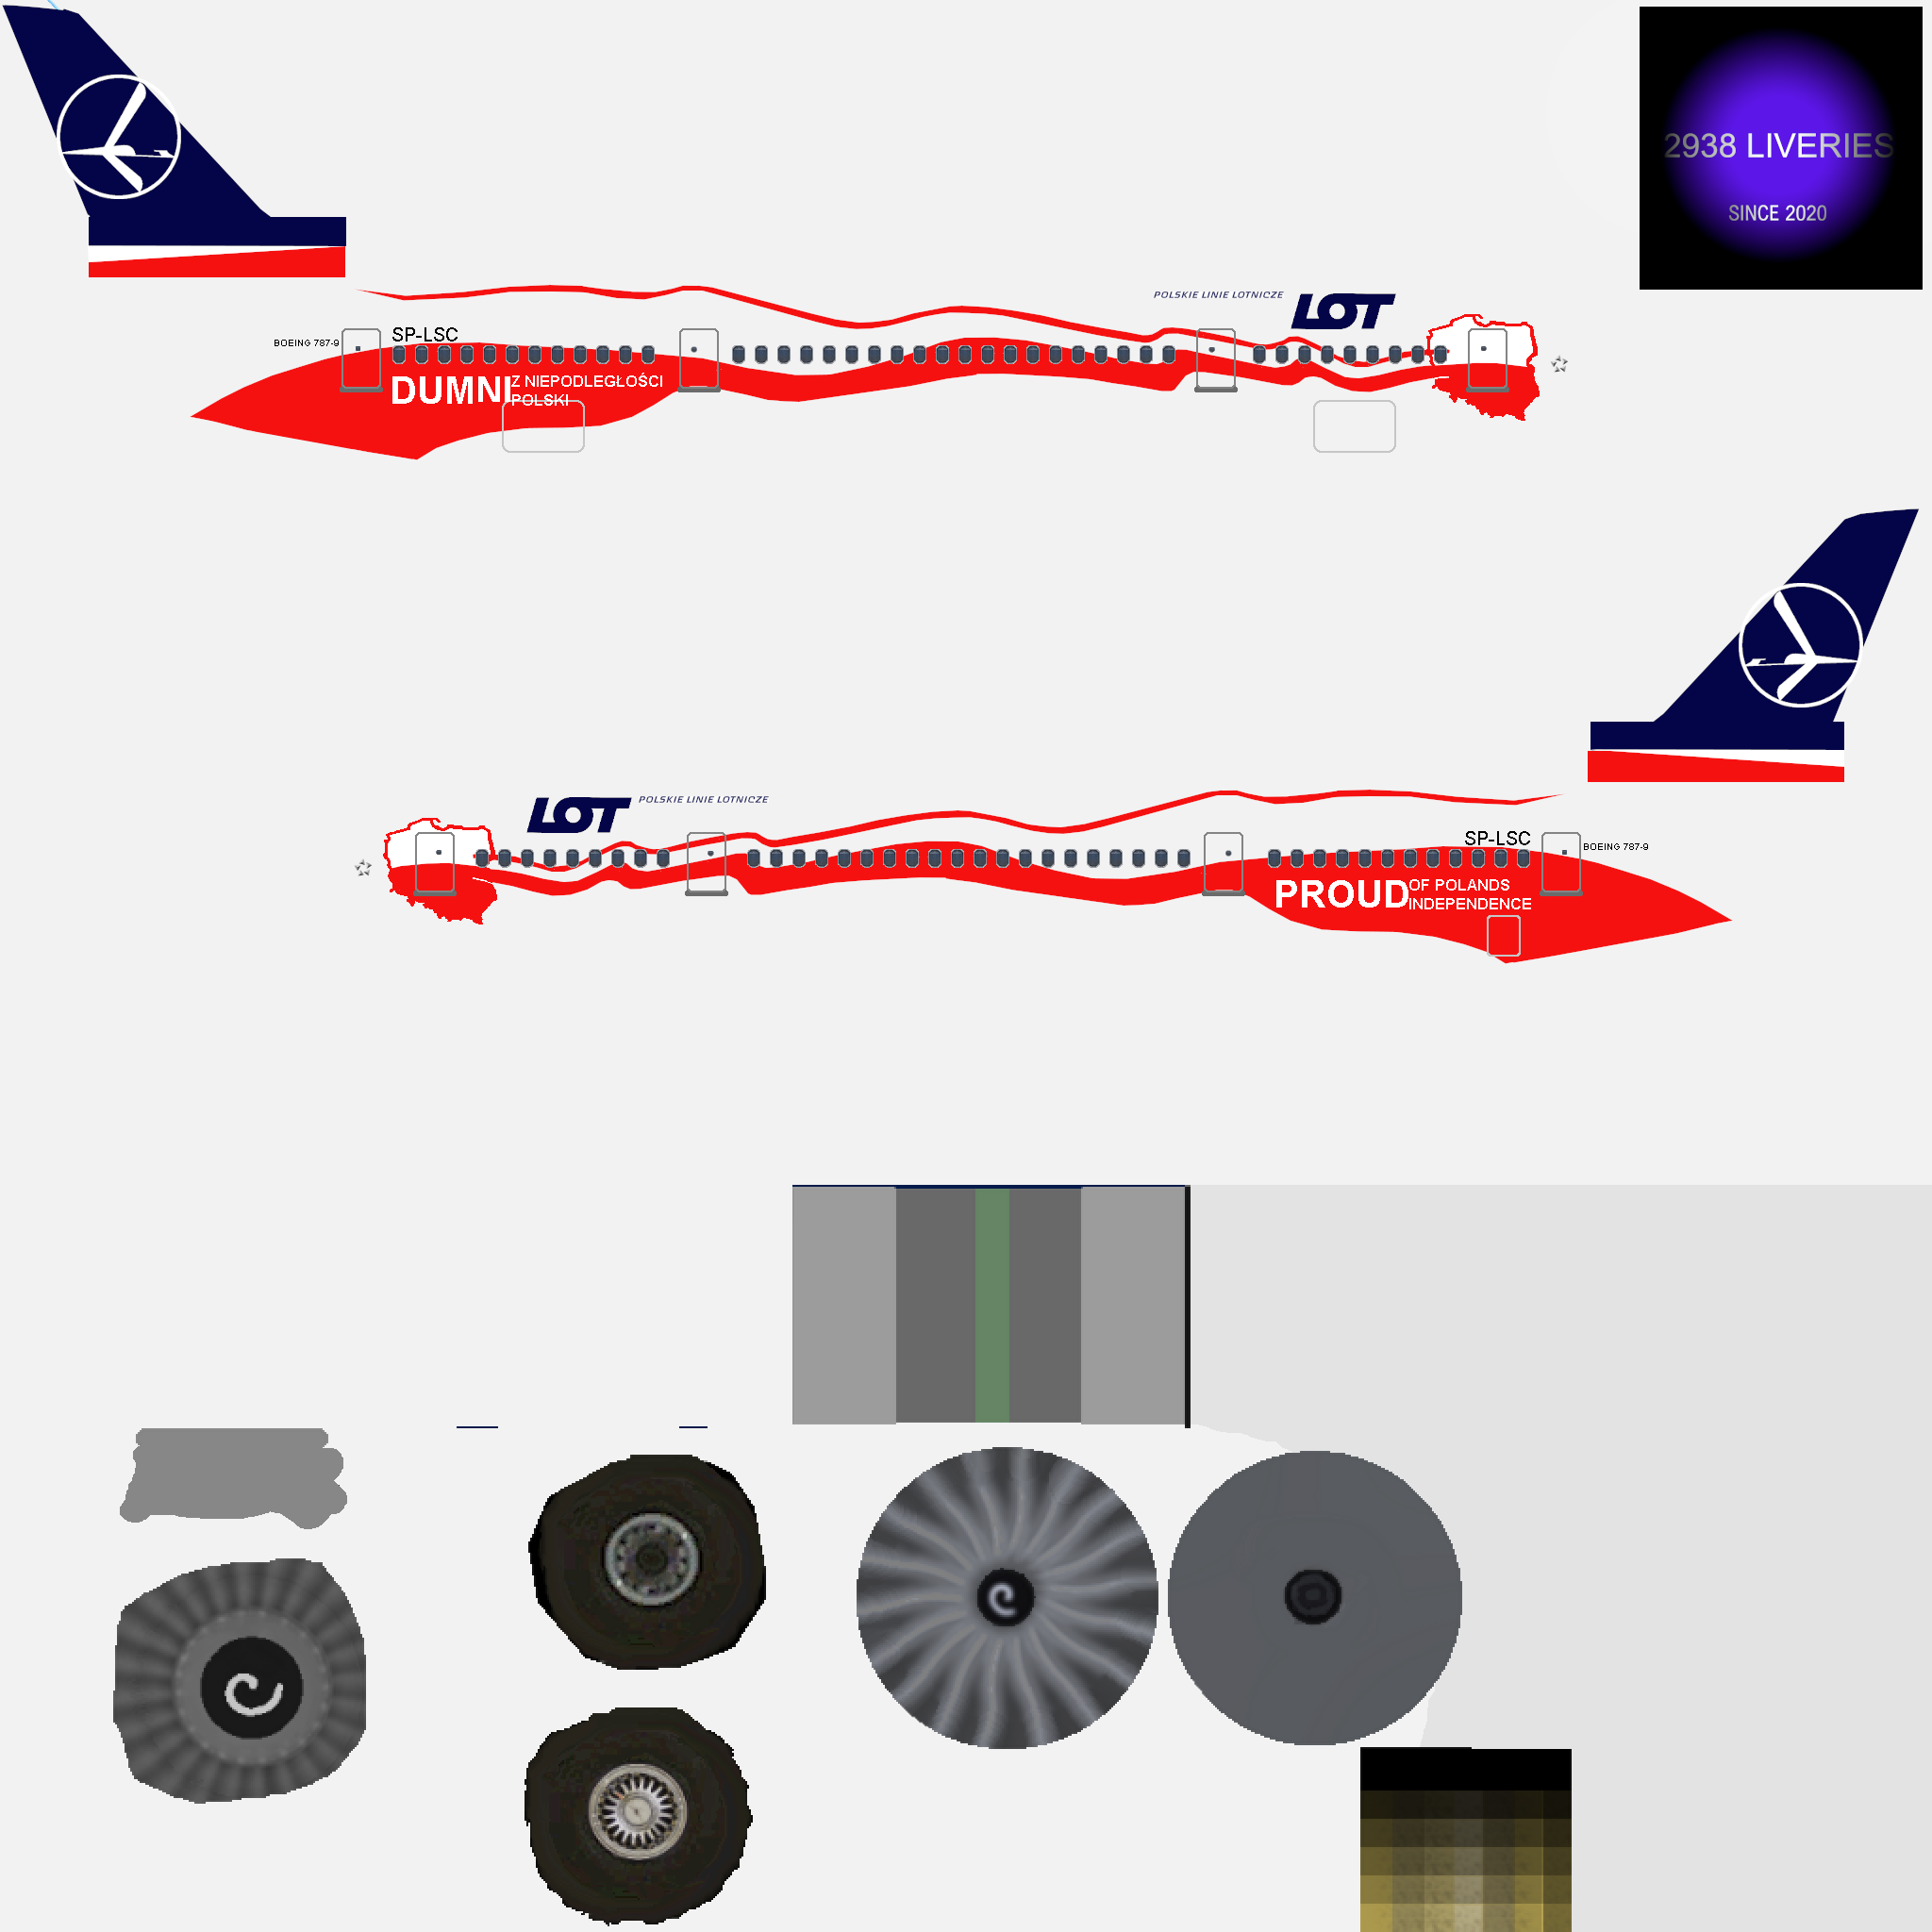 2938 LIVERIES
SINCE 2020
POLSKIE LINIE LOTNICZE LOT
BOEING 787-9
SP-LSC
DUMNI Z NIEPODLEGŁOŚCI
POLSKI
LOT POLSKIE LINIE LOTNICZE
SP-LSC
BOEING 787-9
PROUD OF POLANDS
INDEPENDENCE